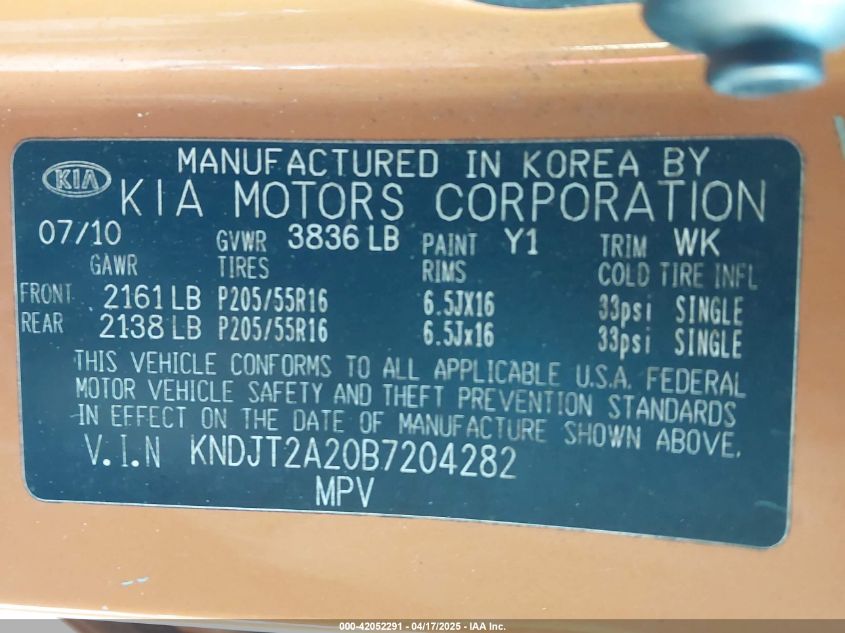 MANUFACTURED IN KOREA BY
KIA KIA MOTORS CORPORATION
07/10 GVWR 3836 LB PAINT Y1 TRIM WK
GAWR TIRES RIMS COLD TIRE INFL
FRONT 2161 LB P205/55R16 6.5JX16 33psi SINGLE
REAR 2138 LB P205/55R16 6.5Jx16 33psi SINGLE
THIS VEHICLE CONFORMS TO ALL APPLICABLE U.S.A. FEDERAL
MOTOR VEHICLE SAFETY AND THEFT PREVENTION STANDARDS
IN EFFECT ON THE DATE OF MANUFACTURE SHOWN ABOVE.
V.I.N KNDJT2A20B7204282
MPV
000-42052291 - 04/17/2025 - IAA Inc.